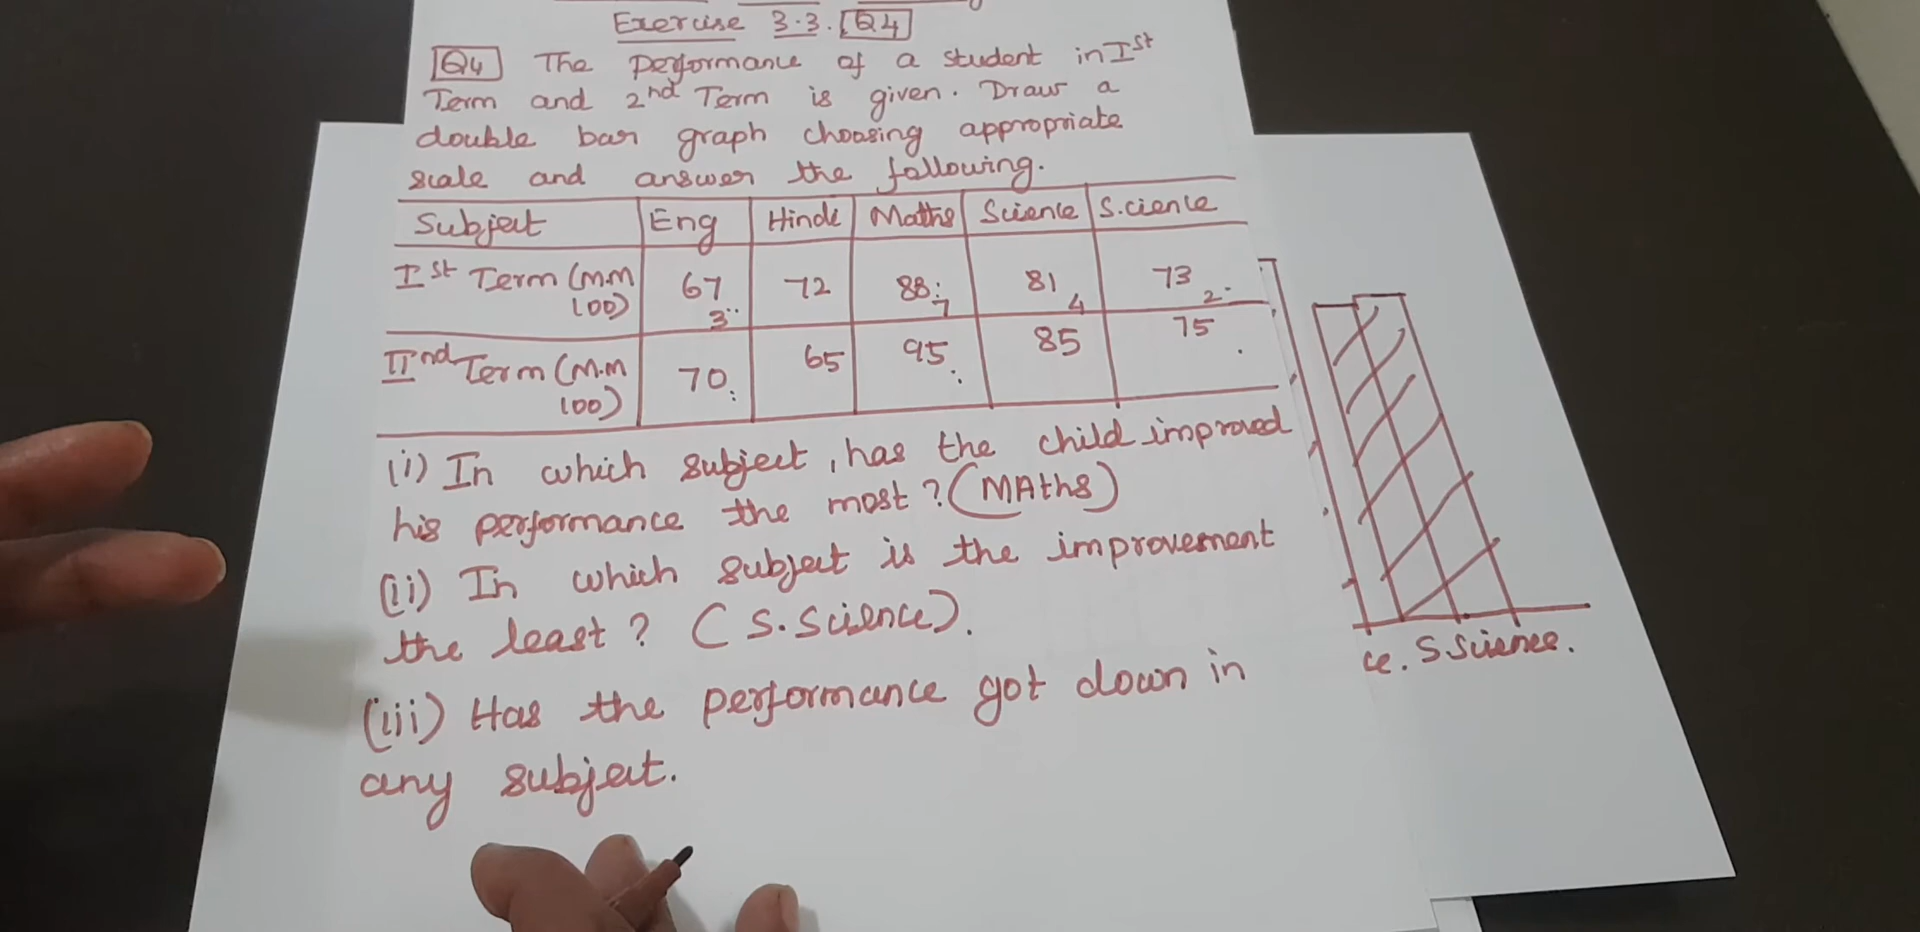 Exercise 3.3. Q4
Q4 The performance of a student in Ist
Term and 2nd Term is given. Draw a
double bar graph choosing appropriate
scale and answer the following.
Subject Eng Hindi Maths Science S.cience
Ist Term (M.M 100) 67 72 88 81 73
3 7 4 2
IInd Term (M.M 100) 70 65 95 85 75
(i) In which subject, has the child improved
his performance the most? (MAths)
(ii) In which subject is the improvement
the least? (S.Science).
(iii) Has the performance got down in
any subject.
ce. S.Science.